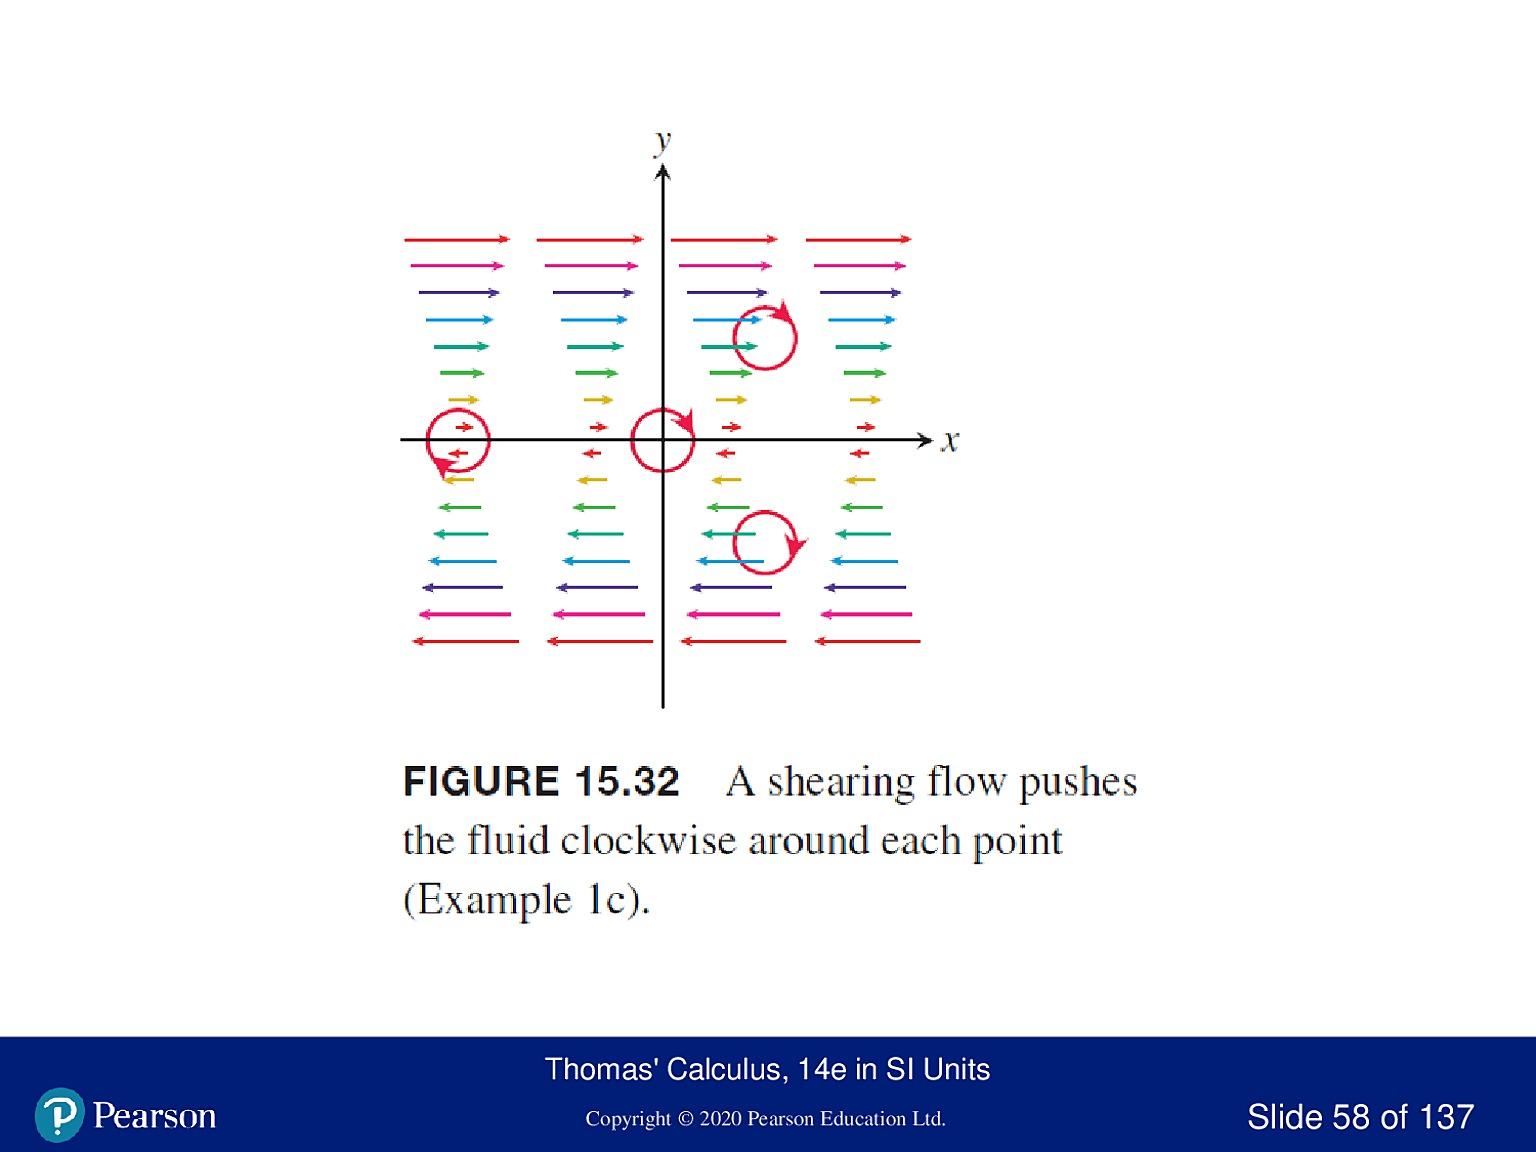 y
x
FIGURE 15.32 A shearing flow pushes
the fluid clockwise around each point
(Example 1c).
Thomas' Calculus, 14e in SI Units
P Pearson
Copyright © 2020 Pearson Education Ltd.
Slide 58 of 137